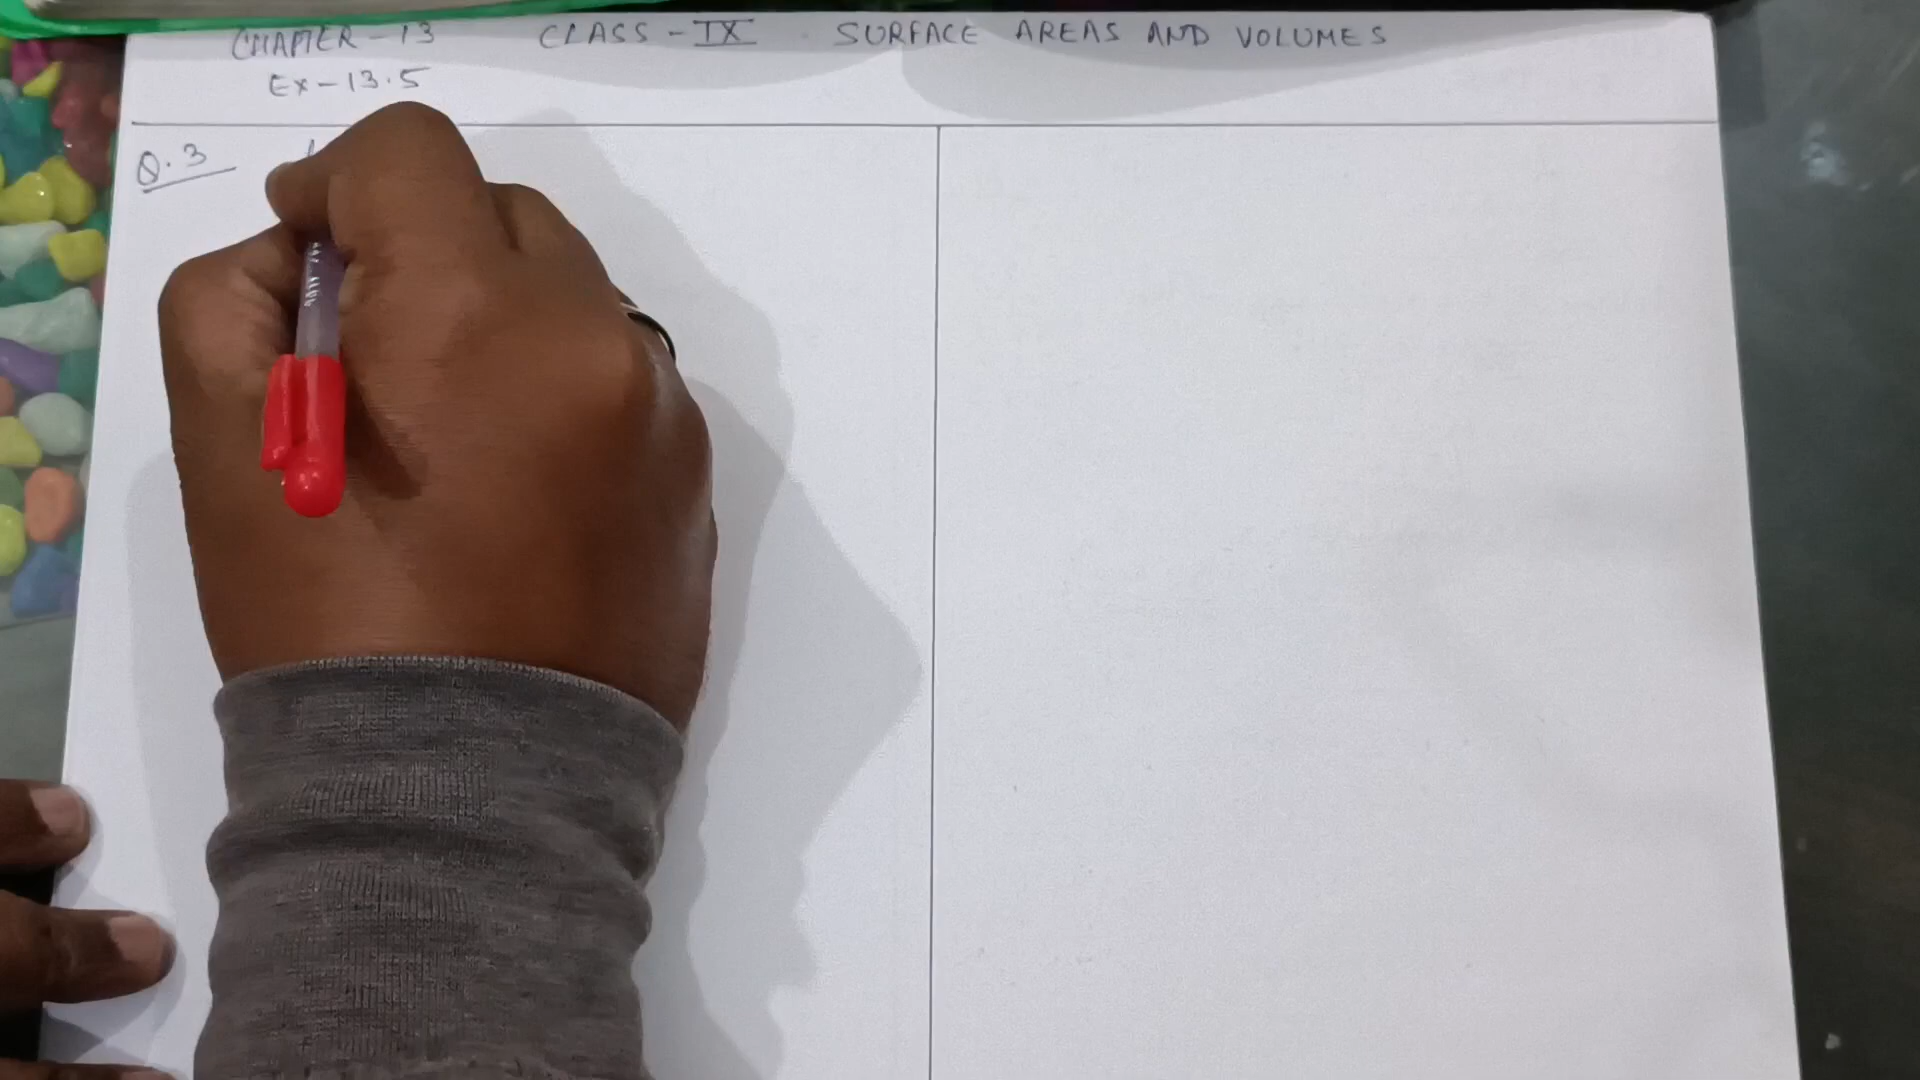 CHAPTER - 13 CLASS - IX SURFACE AREAS AND VOLUMES
Ex - 13.5
Q.3